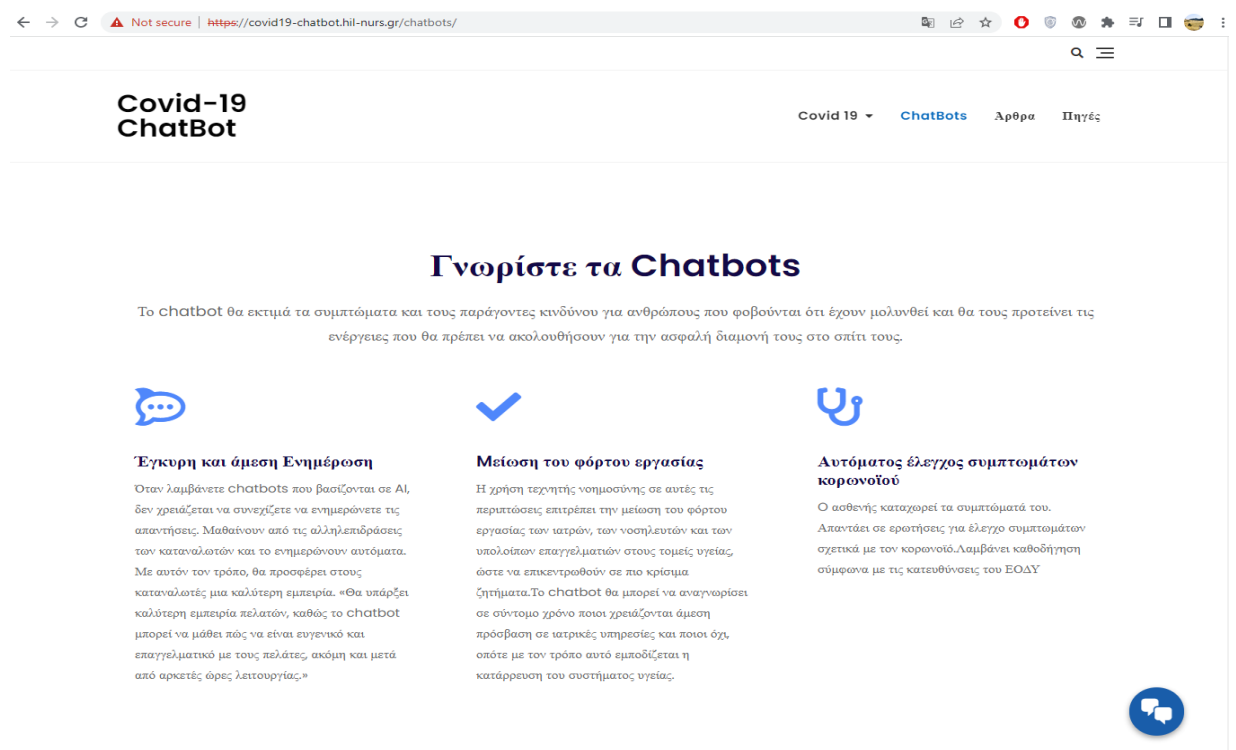 Not secure | https://covid19-chatbot.hil-nurs.gr/chatbots/
Covid-19
ChatBot
Covid 19
ChatBots
Άρθρα
Πηγές
Γνωρίστε τα Chatbots
Το chatbot θα εκτιμά τα συμπτώματα και τους παράγοντες κινδύνου για ανθρώπους που φοβούνται ότι έχουν μολυνθεί και θα τους προτείνει τις
ενέργειες που θα πρέπει να ακολουθήσουν για την ασφαλή διαμονή τους στο σπίτι τους.
Έγκυρη και άμεση Ενημέρωση
Όταν λαμβάνετε chatbots που βασίζονται σε AI,
δεν χρειάζεται να συνεχίζετε να ενημερώνετε τις
απαντήσεις. Μαθαίνουν από τις αλληλεπιδράσεις
των καταναλωτών και το ενημερώνουν αυτόματα.
Με αυτόν τον τρόπο, θα προσφέρει στους
καταναλωτές μια καλύτερη εμπειρία. «Θα υπάρξει
καλύτερη εμπειρία πελατών, καθώς το chatbot
μπορεί να μάθει πώς να είναι ευγενικό και
επαγγελματικό με τους πελάτες, ακόμη και μετά
από αρκετές ώρες λειτουργίας.»
Μείωση του φόρτου εργασίας
Η χρήση τεχνητής νοημοσύνης σε αυτές τις
περιπτώσεις επιτρέπει την μείωση του φόρτου
εργασίας των ιατρών, των νοσηλευτών και των
υπολοίπων επαγγελματιών στους τομείς υγείας,
ώστε να επικεντρωθούν σε πιο κρίσιμα
ζητήματα.Το chatbot θα μπορεί να αναγνωρίσει
σε σύντομο χρόνο ποιοι χρειάζονται άμεση
πρόσβαση σε ιατρικές υπηρεσίες και ποιοι όχι,
οπότε με τον τρόπο αυτό εμποδίζεται η
κατάρρευση του συστήματος υγείας.
Αυτόματος έλεγχος συμπτωμάτων
κορωνοϊού
Ο ασθενής καταχωρεί τα συμπτώματά του.
Απαντάει σε ερωτήσεις για έλεγχο συμπτωμάτων
σχετικά με τον κορωνοϊό.Λαμβάνει καθοδήγηση
σύμφωνα με τις κατευθύνσεις του ΕΟΔΥ